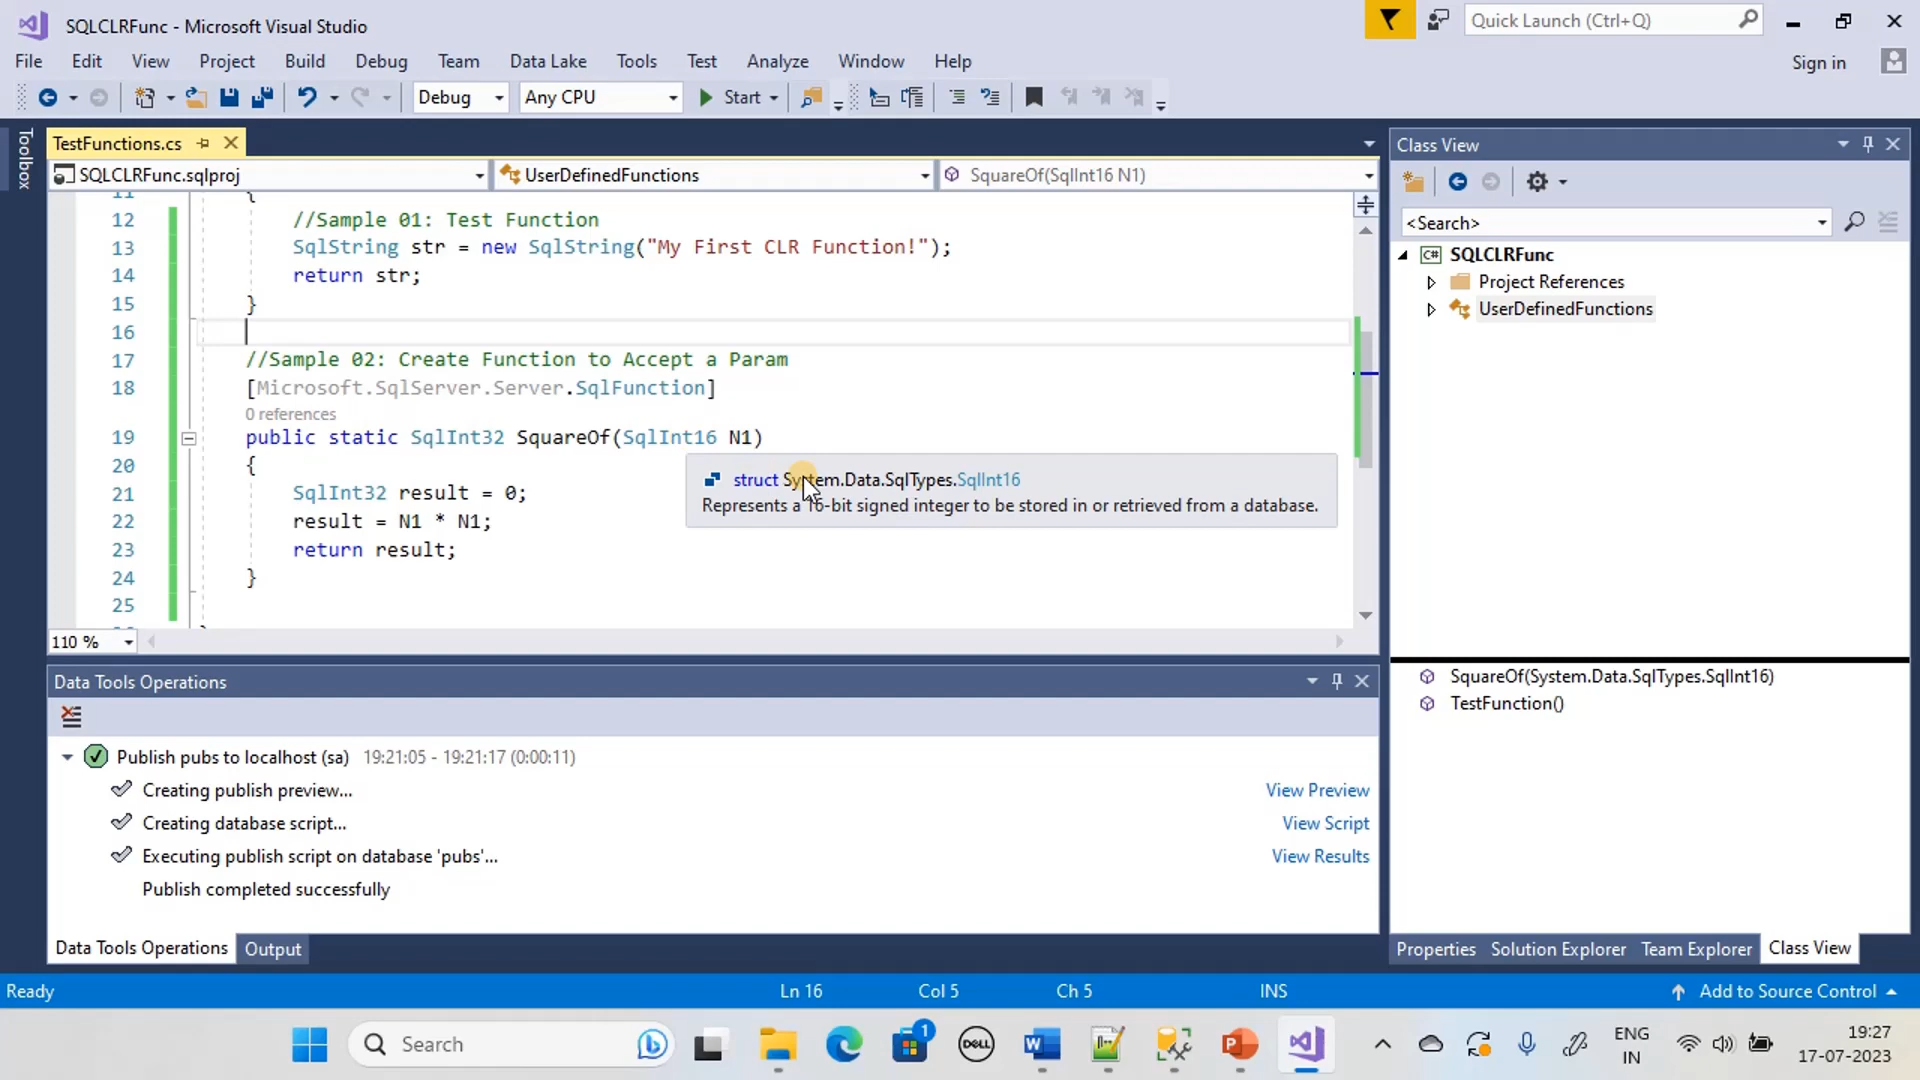 SQLCLRFunc - Microsoft Visual Studio
Quick Launch (Ctrl+Q)
File Edit View Project Build Debug Team Data Lake Tools Test Analyze Window Help
Sign in
Debug Any CPU Start
Toolbox
TestFunctions.cs
SQLCLRFunc.sqlproj UserDefinedFunctions SquareOf(SqlInt16 N1)
11 {
12 //Sample 01: Test Function
13 SqlString str = new SqlString("My First CLR Function!");
14 return str;
15 }
16
17 //Sample 02: Create Function to Accept a Param
18 [Microsoft.SqlServer.Server.SqlFunction]
0 references
19 public static SqlInt32 SquareOf(SqlInt16 N1)
20 {
21 SqlInt32 result = 0;
22 result = N1 * N1;
23 return result;
24 }
25
struct System.Data.SqlTypes.SqlInt16
Represents a 16-bit signed integer to be stored in or retrieved from a database.
110 %
Data Tools Operations
Publish pubs to localhost (sa) 19:21:05 - 19:21:17 (0:00:11)
Creating publish preview... View Preview
Creating database script... View Script
Executing publish script on database 'pubs'... View Results
Publish completed successfully
Data Tools Operations Output
Class View
<Search>
C# SQLCLRFunc
Project References
UserDefinedFunctions
SquareOf(System.Data.SqlTypes.SqlInt16)
TestFunction()
Properties Solution Explorer Team Explorer Class View
Ready Ln 16 Col 5 Ch 5 INS Add to Source Control
Search
1
DELL
W
P
ENG
IN
19:27
17-07-2023